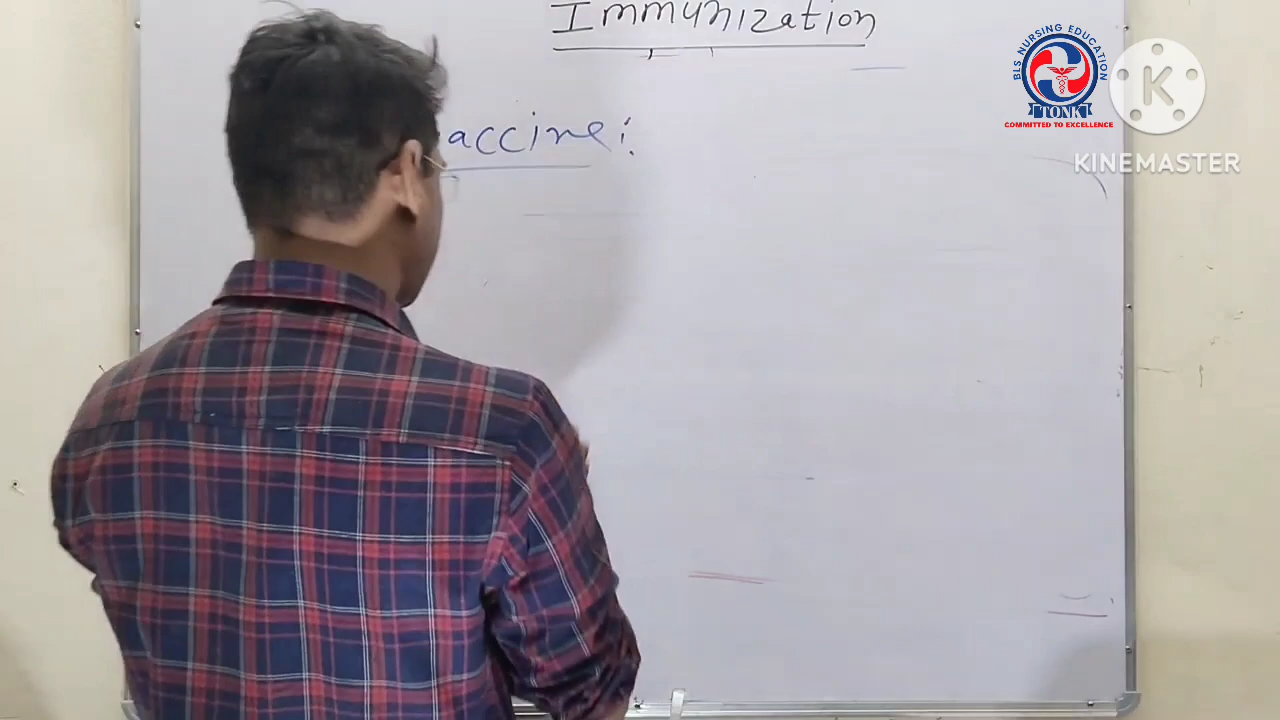 Immunization
BLS NURSING EDUCATION
TONK
COMMITTED TO EXCELLENCE
K
KINEMASTER
accine: